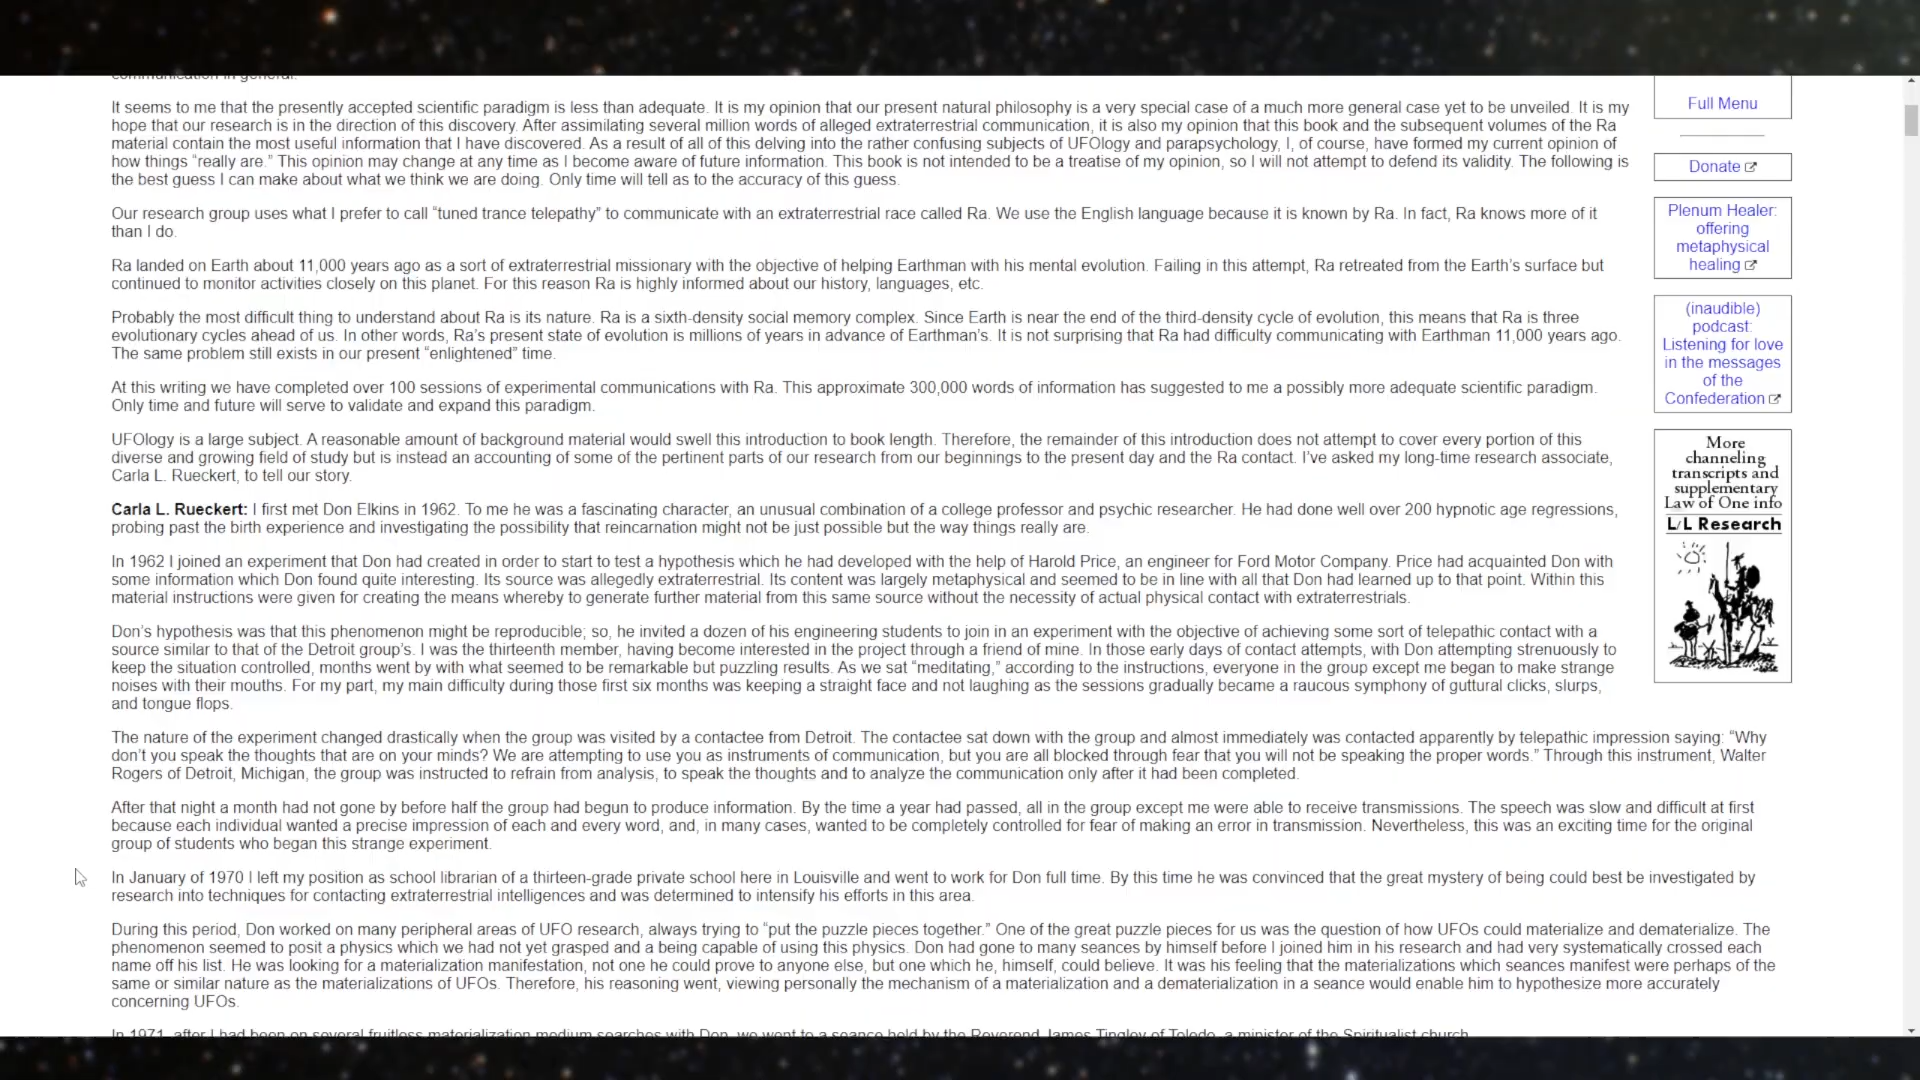 communication in general.
It seems to me that the presently accepted scientific paradigm is less than adequate. It is my opinion that our present natural philosophy is a very special case of a much more general case yet to be unveiled. It is my
hope that our research is in the direction of this discovery. After assimilating several million words of alleged extraterrestrial communication, it is also my opinion that this book and the subsequent volumes of the Ra
material contain the most useful information that I have discovered. As a result of all of this delving into the rather confusing subjects of UFOlogy and parapsychology, I, of course, have formed my current opinion of
how things “really are.” This opinion may change at any time as I become aware of future information. This book is not intended to be a treatise of my opinion, so I will not attempt to defend its validity. The following is
the best guess I can make about what we think we are doing. Only time will tell as to the accuracy of this guess.
Our research group uses what I prefer to call “tuned trance telepathy” to communicate with an extraterrestrial race called Ra. We use the English language because it is known by Ra. In fact, Ra knows more of it
than I do.
Ra landed on Earth about 11,000 years ago as a sort of extraterrestrial missionary with the objective of helping Earthman with his mental evolution. Failing in this attempt, Ra retreated from the Earth’s surface but
continued to monitor activities closely on this planet. For this reason Ra is highly informed about our history, languages, etc.
Probably the most difficult thing to understand about Ra is its nature. Ra is a sixth-density social memory complex. Since Earth is near the end of the third-density cycle of evolution, this means that Ra is three
evolutionary cycles ahead of us. In other words, Ra’s present state of evolution is millions of years in advance of Earthman’s. It is not surprising that Ra had difficulty communicating with Earthman 11,000 years ago.
The same problem still exists in our present “enlightened” time.
At this writing we have completed over 100 sessions of experimental communications with Ra. This approximate 300,000 words of information has suggested to me a possibly more adequate scientific paradigm.
Only time and future will serve to validate and expand this paradigm.
UFOlogy is a large subject. A reasonable amount of background material would swell this introduction to book length. Therefore, the remainder of this introduction does not attempt to cover every portion of this
diverse and growing field of study but is instead an accounting of some of the pertinent parts of our research from our beginnings to the present day and the Ra contact. I’ve asked my long-time research associate,
Carla L. Rueckert, to tell our story.
Carla L. Rueckert: I first met Don Elkins in 1962. To me he was a fascinating character, an unusual combination of a college professor and psychic researcher. He had done well over 200 hypnotic age regressions,
probing past the birth experience and investigating the possibility that reincarnation might not be just possible but the way things really are.
In 1962 I joined an experiment that Don had created in order to start to test a hypothesis which he had developed with the help of Harold Price, an engineer for Ford Motor Company. Price had acquainted Don with
some information which Don found quite interesting. Its source was allegedly extraterrestrial. Its content was largely metaphysical and seemed to be in line with all that Don had learned up to that point. Within this
material instructions were given for creating the means whereby to generate further material from this same source without the necessity of actual physical contact with extraterrestrials.
Don’s hypothesis was that this phenomenon might be reproducible; so, he invited a dozen of his engineering students to join in an experiment with the objective of achieving some sort of telepathic contact with a
source similar to that of the Detroit group’s. I was the thirteenth member, having become interested in the project through a friend of mine. In those early days of contact attempts, with Don attempting strenuously to
keep the situation controlled, months went by with what seemed to be remarkable but puzzling results. As we sat “meditating,” according to the instructions, everyone in the group except me began to make strange
noises with their mouths. For my part, my main difficulty during those first six months was keeping a straight face and not laughing as the sessions gradually became a raucous symphony of guttural clicks, slurps,
and tongue flops.
The nature of the experiment changed drastically when the group was visited by a contactee from Detroit. The contactee sat down with the group and almost immediately was contacted apparently by telepathic impression saying: “Why
don’t you speak the thoughts that are on your minds? We are attempting to use you as instruments of communication, but you are all blocked through fear that you will not be speaking the proper words.” Through this instrument, Walter
Rogers of Detroit, Michigan, the group was instructed to refrain from analysis, to speak the thoughts and to analyze the communication only after it had been completed.
After that night a month had not gone by before half the group had begun to produce information. By the time a year had passed, all in the group except me were able to receive transmissions. The speech was slow and difficult at first
because each individual wanted a precise impression of each and every word, and, in many cases, wanted to be completely controlled for fear of making an error in transmission. Nevertheless, this was an exciting time for the original
group of students who began this strange experiment.
In January of 1970 I left my position as school librarian of a thirteen-grade private school here in Louisville and went to work for Don full time. By this time he was convinced that the great mystery of being could best be investigated by
research into techniques for contacting extraterrestrial intelligences and was determined to intensify his efforts in this area.
During this period, Don worked on many peripheral areas of UFO research, always trying to “put the puzzle pieces together.” One of the great puzzle pieces for us was the question of how UFOs could materialize and dematerialize. The
phenomenon seemed to posit a physics which we had not yet grasped and a being capable of using this physics. Don had gone to many seances by himself before I joined him in his research and had very systematically crossed each
name off his list. He was looking for a materialization manifestation, not one he could prove to anyone else, but one which he, himself, could believe. It was his feeling that the materializations which seances manifest were perhaps of the
same or similar nature as the materializations of UFOs. Therefore, his reasoning went, viewing personally the mechanism of a materialization and a dematerialization in a seance would enable him to hypothesize more accurately
concerning UFOs.
In 1971, after I had been on several fruitless materialization medium searches with Don, we went to a seance held by the Reverend James Tingley of Toledo, a minister of the Spiritualist church.
Full Menu
Donate
Plenum Healer:
offering
metaphysical
healing
(inaudible)
podcast:
Listening for love
in the messages
of the
Confederation
More
channeling
transcripts and
supplementary
Law of One info
L/L Research